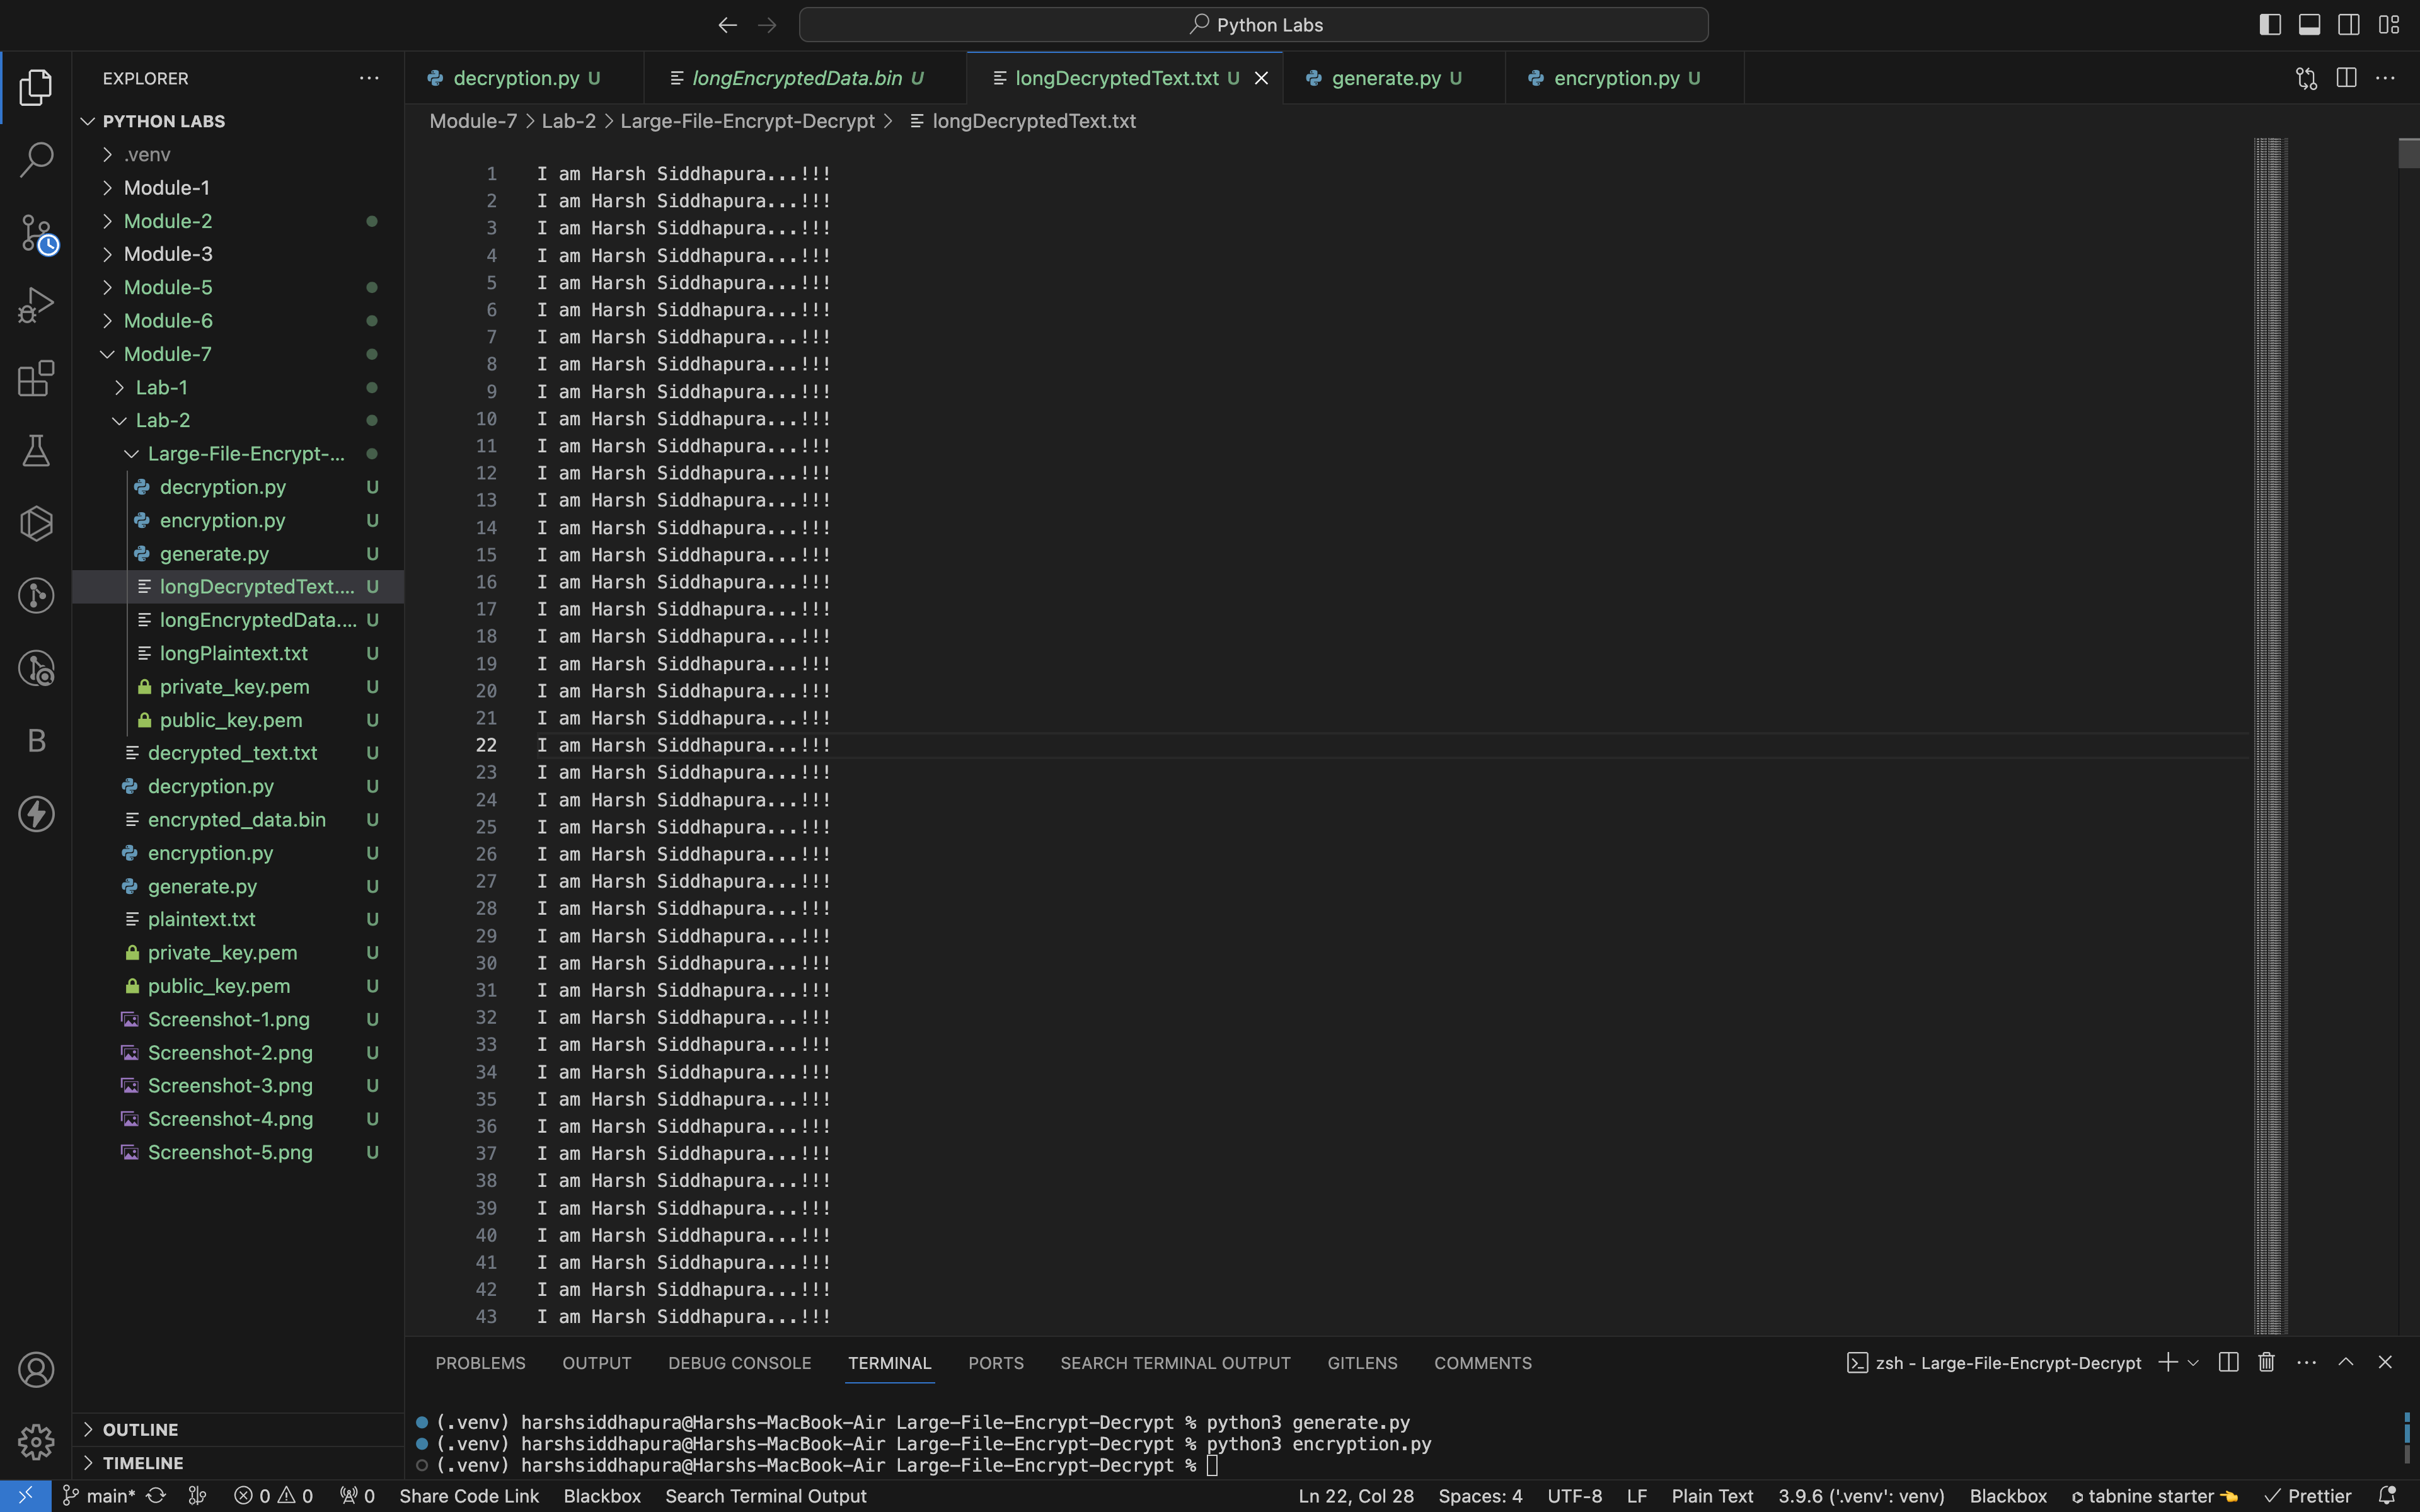 Python Labs
EXPLORER ...
decryption.py U
longEncryptedData.bin U
longDecryptedText.txt U
generate.py U
encryption.py U
Module-7 > Lab-2 > Large-File-Encrypt-Decrypt > longDecryptedText.txt
PYTHON LABS
.venv
Module-1
Module-2
Module-3
Module-5
Module-6
Module-7
Lab-1
Lab-2
Large-File-Encrypt-...
decryption.py U
encryption.py U
generate.py U
longDecryptedText.... U
longEncryptedData.... U
longPlaintext.txt U
private_key.pem U
public_key.pem U
decrypted_text.txt U
decryption.py U
encrypted_data.bin U
encryption.py U
generate.py U
plaintext.txt U
private_key.pem U
public_key.pem U
Screenshot-1.png U
Screenshot-2.png U
Screenshot-3.png U
Screenshot-4.png U
Screenshot-5.png U
OUTLINE
TIMELINE
B
1 I am Harsh Siddhapura...!!!
2 I am Harsh Siddhapura...!!!
3 I am Harsh Siddhapura...!!!
4 I am Harsh Siddhapura...!!!
5 I am Harsh Siddhapura...!!!
6 I am Harsh Siddhapura...!!!
7 I am Harsh Siddhapura...!!!
8 I am Harsh Siddhapura...!!!
9 I am Harsh Siddhapura...!!!
10 I am Harsh Siddhapura...!!!
11 I am Harsh Siddhapura...!!!
12 I am Harsh Siddhapura...!!!
13 I am Harsh Siddhapura...!!!
14 I am Harsh Siddhapura...!!!
15 I am Harsh Siddhapura...!!!
16 I am Harsh Siddhapura...!!!
17 I am Harsh Siddhapura...!!!
18 I am Harsh Siddhapura...!!!
19 I am Harsh Siddhapura...!!!
20 I am Harsh Siddhapura...!!!
21 I am Harsh Siddhapura...!!!
22 I am Harsh Siddhapura...!!!
23 I am Harsh Siddhapura...!!!
24 I am Harsh Siddhapura...!!!
25 I am Harsh Siddhapura...!!!
26 I am Harsh Siddhapura...!!!
27 I am Harsh Siddhapura...!!!
28 I am Harsh Siddhapura...!!!
29 I am Harsh Siddhapura...!!!
30 I am Harsh Siddhapura...!!!
31 I am Harsh Siddhapura...!!!
32 I am Harsh Siddhapura...!!!
33 I am Harsh Siddhapura...!!!
34 I am Harsh Siddhapura...!!!
35 I am Harsh Siddhapura...!!!
36 I am Harsh Siddhapura...!!!
37 I am Harsh Siddhapura...!!!
38 I am Harsh Siddhapura...!!!
39 I am Harsh Siddhapura...!!!
40 I am Harsh Siddhapura...!!!
41 I am Harsh Siddhapura...!!!
42 I am Harsh Siddhapura...!!!
43 I am Harsh Siddhapura...!!!
PROBLEMS OUTPUT DEBUG CONSOLE TERMINAL PORTS SEARCH TERMINAL OUTPUT GITLENS COMMENTS zsh - Large-File-Encrypt-Decrypt
(.venv) harshsiddhapura@Harshs-MacBook-Air Large-File-Encrypt-Decrypt % python3 generate.py
(.venv) harshsiddhapura@Harshs-MacBook-Air Large-File-Encrypt-Decrypt % python3 encryption.py
(.venv) harshsiddhapura@Harshs-MacBook-Air Large-File-Encrypt-Decrypt %
main* 0 0 0 Share Code Link Blackbox Search Terminal Output Ln 22, Col 28 Spaces: 4 UTF-8 LF Plain Text 3.9.6 ('.venv': venv) Blackbox tabnine starter Prettier